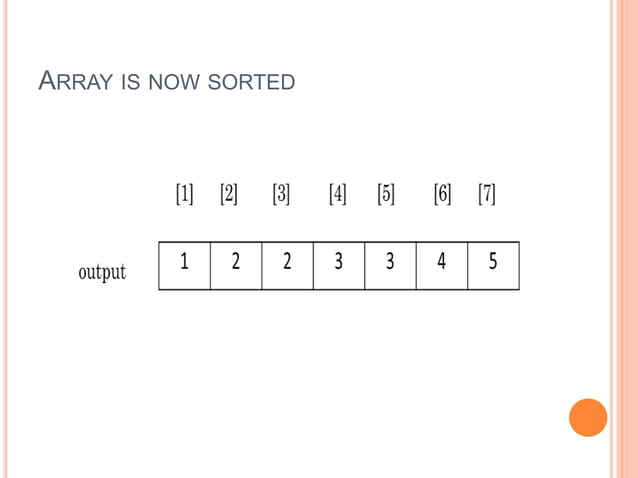 ARRAY IS NOW SORTED
[1] [2] [3] [4] [5] [6] [7]
output 1 2 2 3 3 4 5